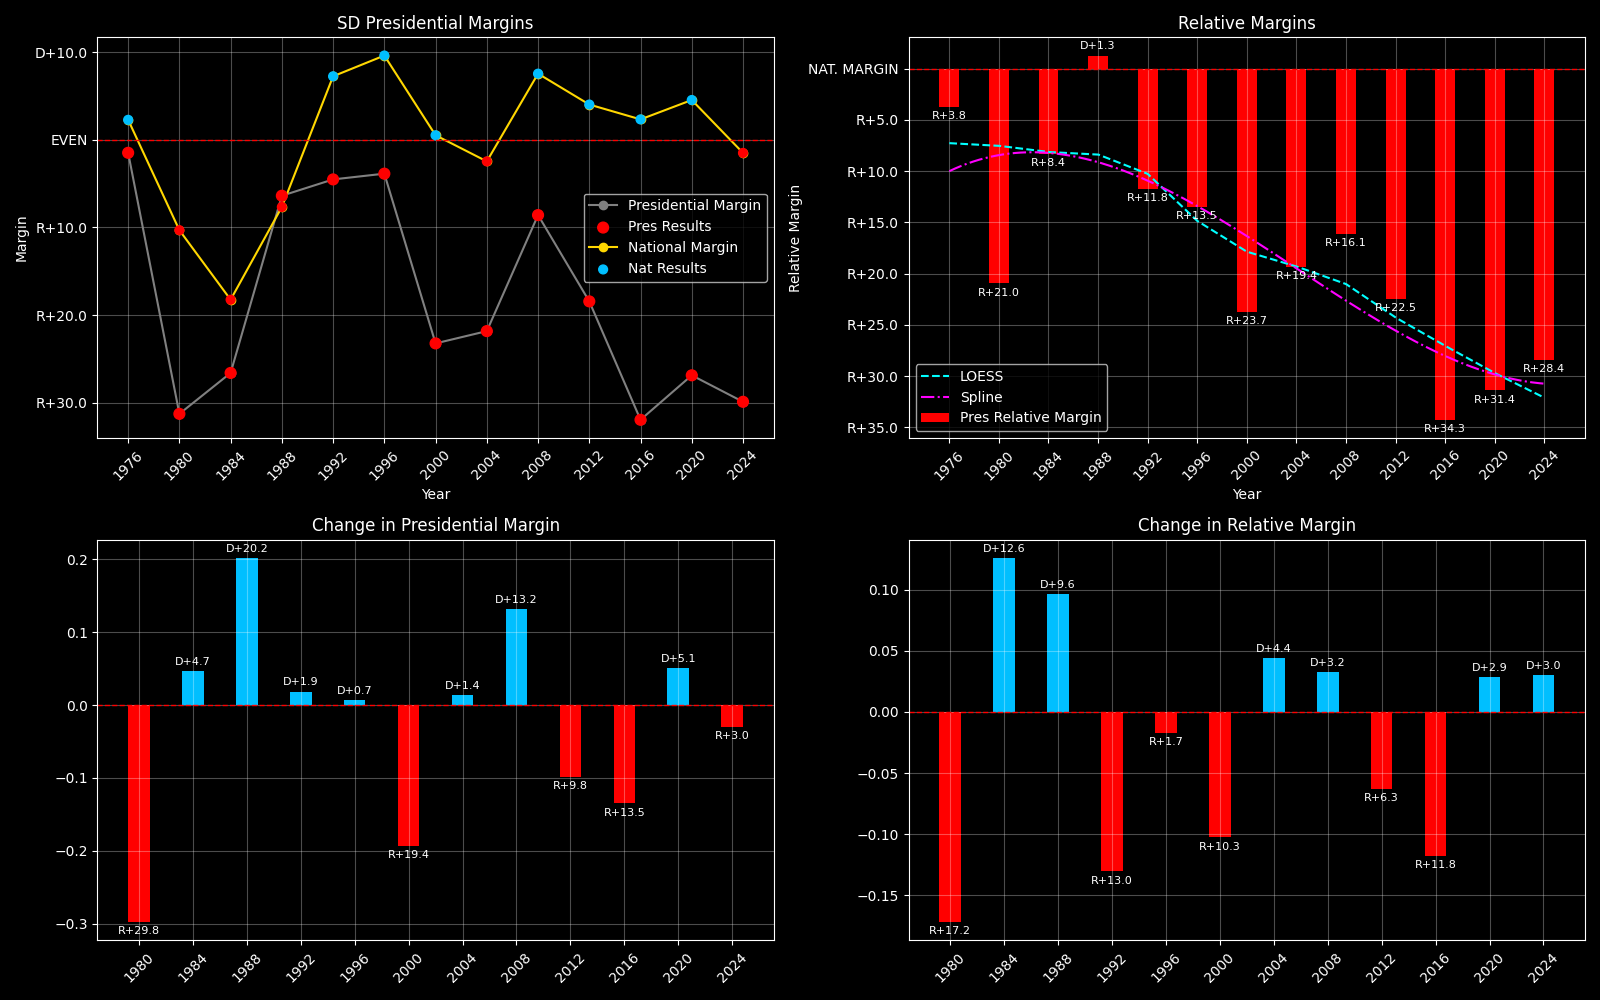 SD Presidential Margins
D+10.0
EVEN
R+10.0
R+20.0
R+30.0
Margin
Presidential Margin
Pres Results
National Margin
Nat Results
1976 1980 1984 1988 1992 1996 2000 2004 2008 2012 2016 2020 2024
Year
Relative Margins
NAT. MARGIN
R+5.0
R+10.0
R+15.0
R+20.0
R+25.0
R+30.0
R+35.0
Relative Margin
R+3.8
R+21.0
R+8.4
D+1.3
R+11.8
R+13.5
R+23.7
R+19.4
R+16.1
R+22.5
R+34.3
R+31.4
R+28.4
LOESS
Spline
Pres Relative Margin
1976 1980 1984 1988 1992 1996 2000 2004 2008 2012 2016 2020 2024
Year
Change in Presidential Margin
0.2
0.1
0.0
−0.1
−0.2
−0.3
R+29.8
D+4.7
D+20.2
D+1.9
D+0.7
R+19.4
D+1.4
D+13.2
R+9.8
R+13.5
D+5.1
R+3.0
1980 1984 1988 1992 1996 2000 2004 2008 2012 2016 2020 2024
Change in Relative Margin
0.10
0.05
0.00
−0.05
−0.10
−0.15
R+17.2
D+12.6
D+9.6
R+13.0
R+1.7
R+10.3
D+4.4
D+3.2
R+6.3
R+11.8
D+2.9
D+3.0
1980 1984 1988 1992 1996 2000 2004 2008 2012 2016 2020 2024